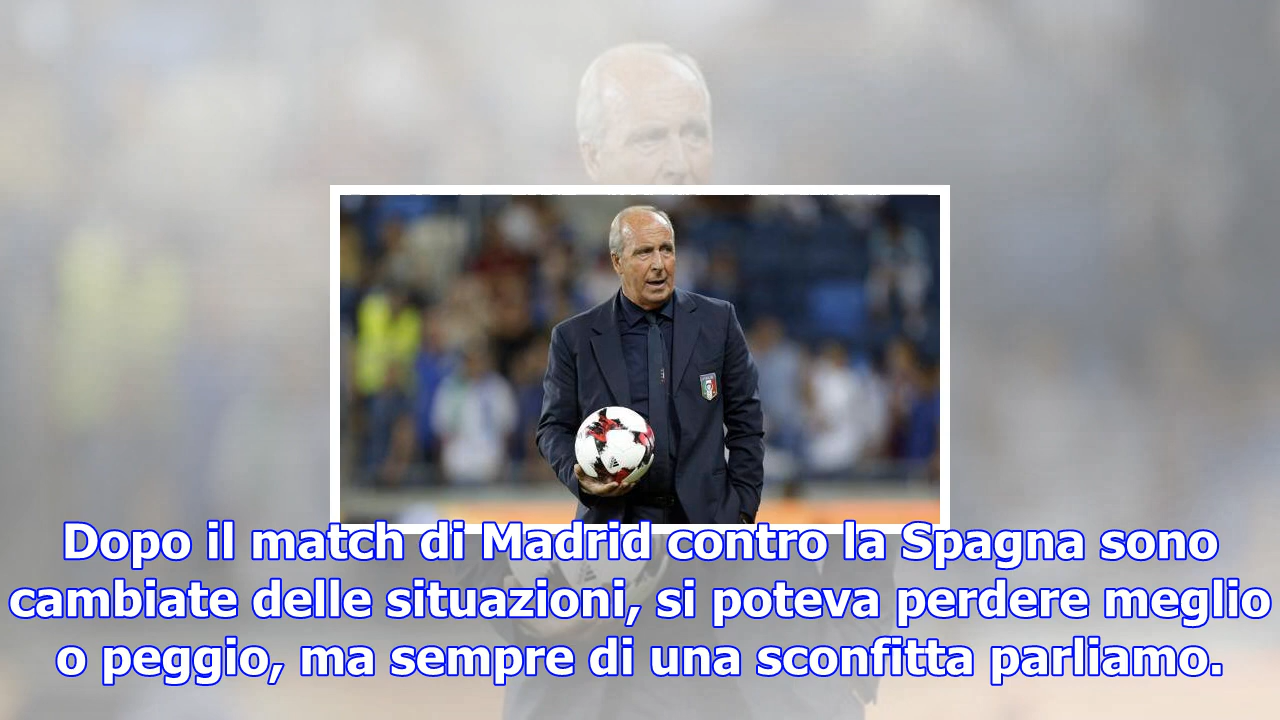 Dopo il match di Madrid contro la Spagna sono
cambiate delle situazioni, si poteva perdere meglio
o peggio, ma sempre di una sconfitta parliamo.